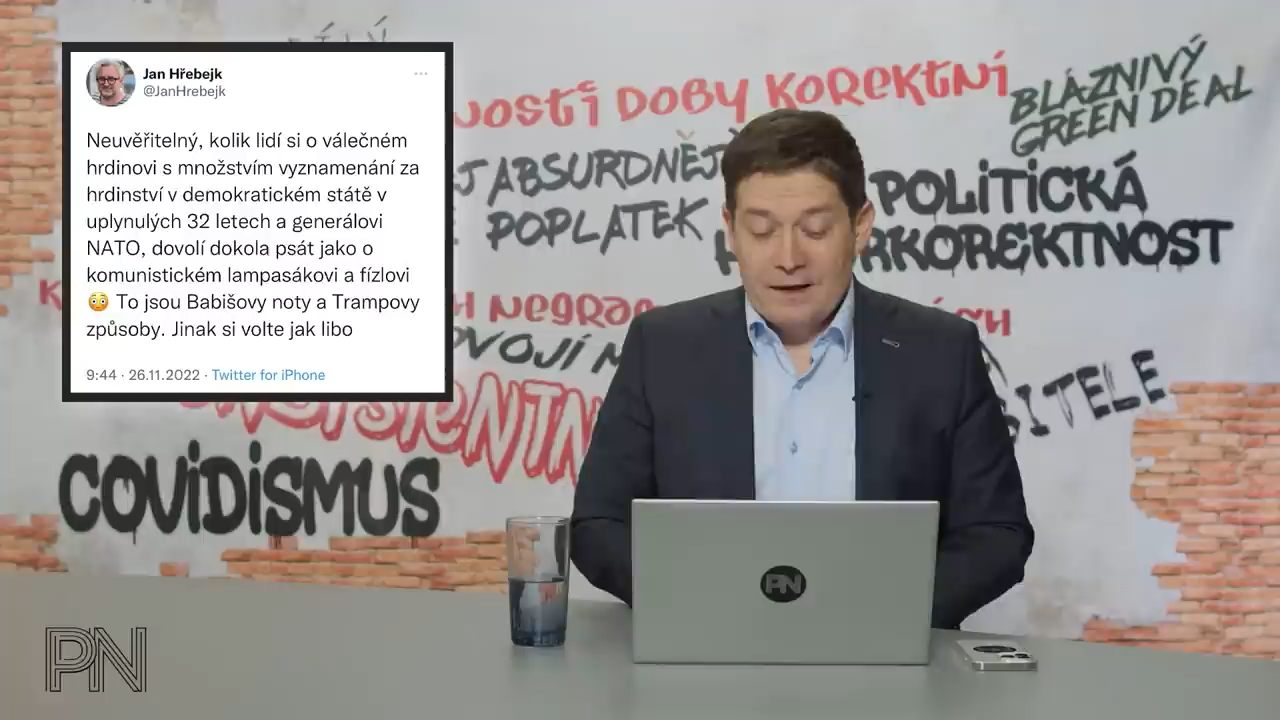 Jan Hřebejk
@JanHrebejk
Neuvěřitelný, kolik lidí si o válečném
hrdinovi s množstvím vyznamenání za
hrdinství v demokratickém státě v
uplynulých 32 letech a generálovi
NATO, dovolí dokola psát jako o
komunistickém lampasákovi a fízlovi
😳 To jsou Babišovy noty a Trampovy
způsoby. Jinak si volte jak libo
9:44 · 26.11.2022 · Twitter for iPhone
DOBY KOREKTNÍ
BLÁZNIVÝ
GREEN DEAL
ABSURDNĚJ
POPLATEK
POLITICKÁ
RKOREKTNOST
COVIDISMUS
PN
PN